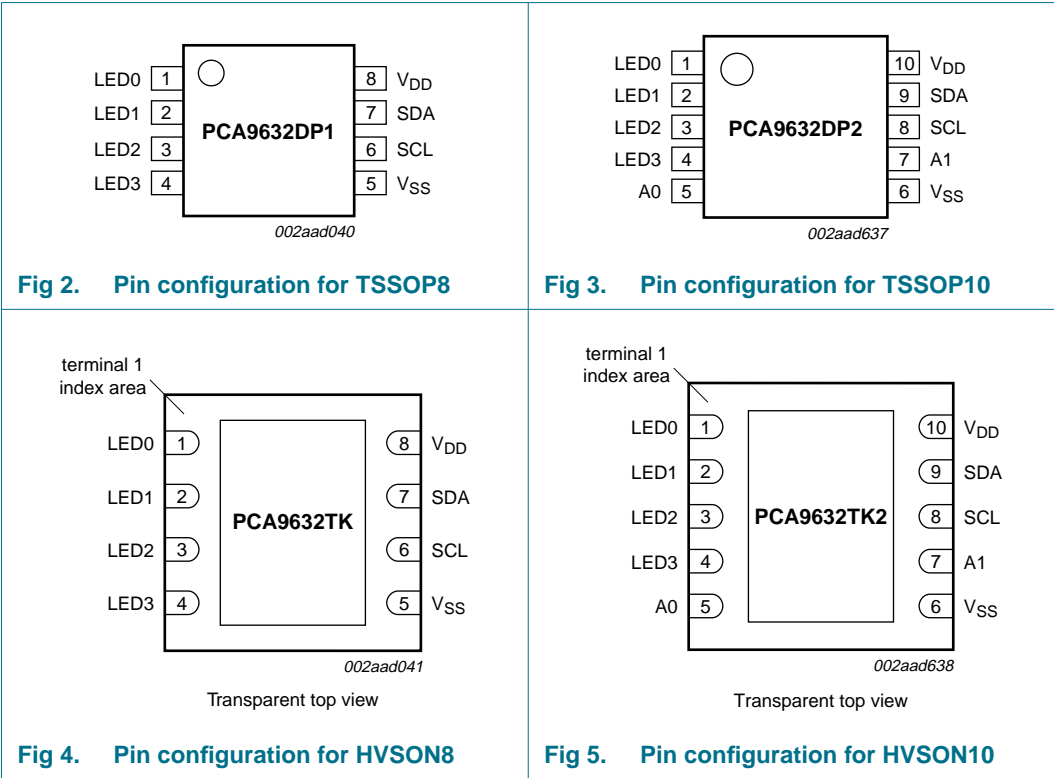 LED0 1 8 VDD
LED1 2 7 SDA
PCA9632DP1
LED2 3 6 SCL
LED3 4 5 VSS
002aad040
Fig 2. Pin configuration for TSSOP8
LED0 1 10 VDD
LED1 2 9 SDA
LED2 3 PCA9632DP2 8 SCL
LED3 4 7 A1
A0 5 6 VSS
002aad637
Fig 3. Pin configuration for TSSOP10
terminal 1
index area
LED0 1 8 VDD
LED1 2 7 SDA
PCA9632TK
LED2 3 6 SCL
LED3 4 5 VSS
002aad041
Transparent top view
Fig 4. Pin configuration for HVSON8
terminal 1
index area
LED0 1 10 VDD
LED1 2 9 SDA
LED2 3 PCA9632TK2 8 SCL
LED3 4 7 A1
A0 5 6 VSS
002aad638
Transparent top view
Fig 5. Pin configuration for HVSON10